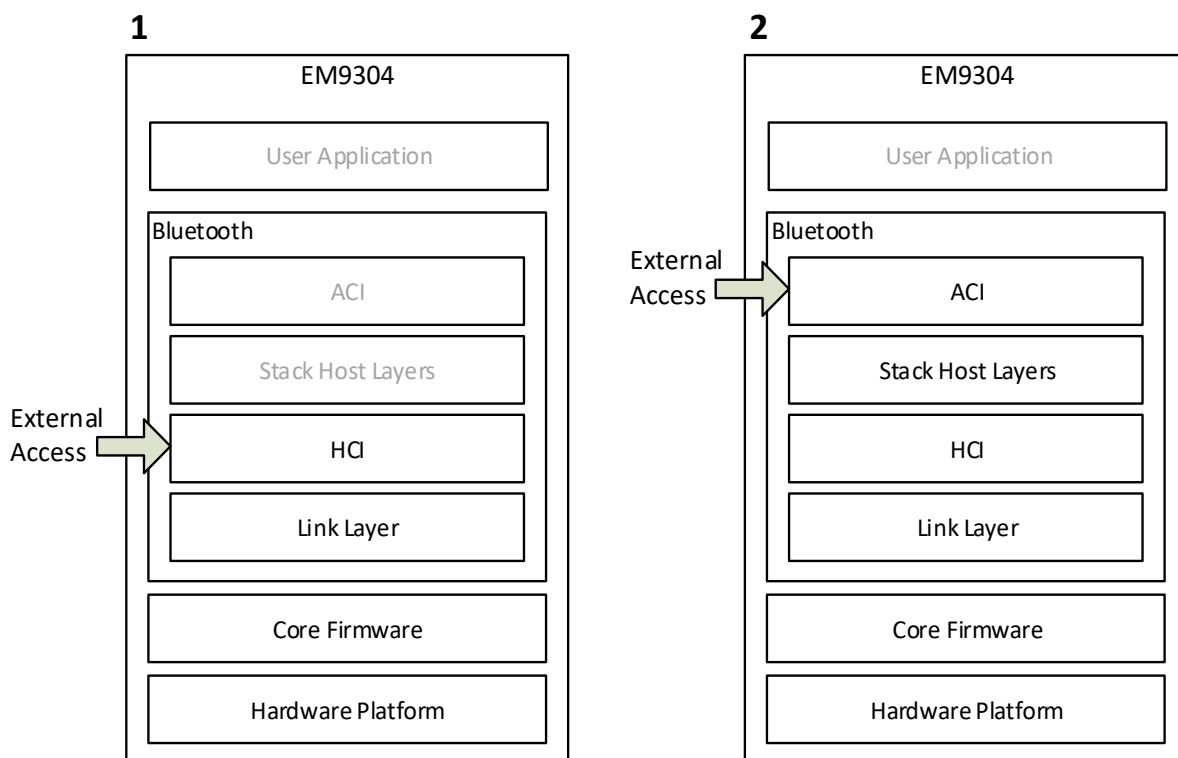 1
EM9304
User Application
Bluetooth
ACI
Stack Host Layers
External
Access
HCI
Link Layer
Core Firmware
Hardware Platform
2
EM9304
User Application
Bluetooth
External
Access
ACI
Stack Host Layers
HCI
Link Layer
Core Firmware
Hardware Platform